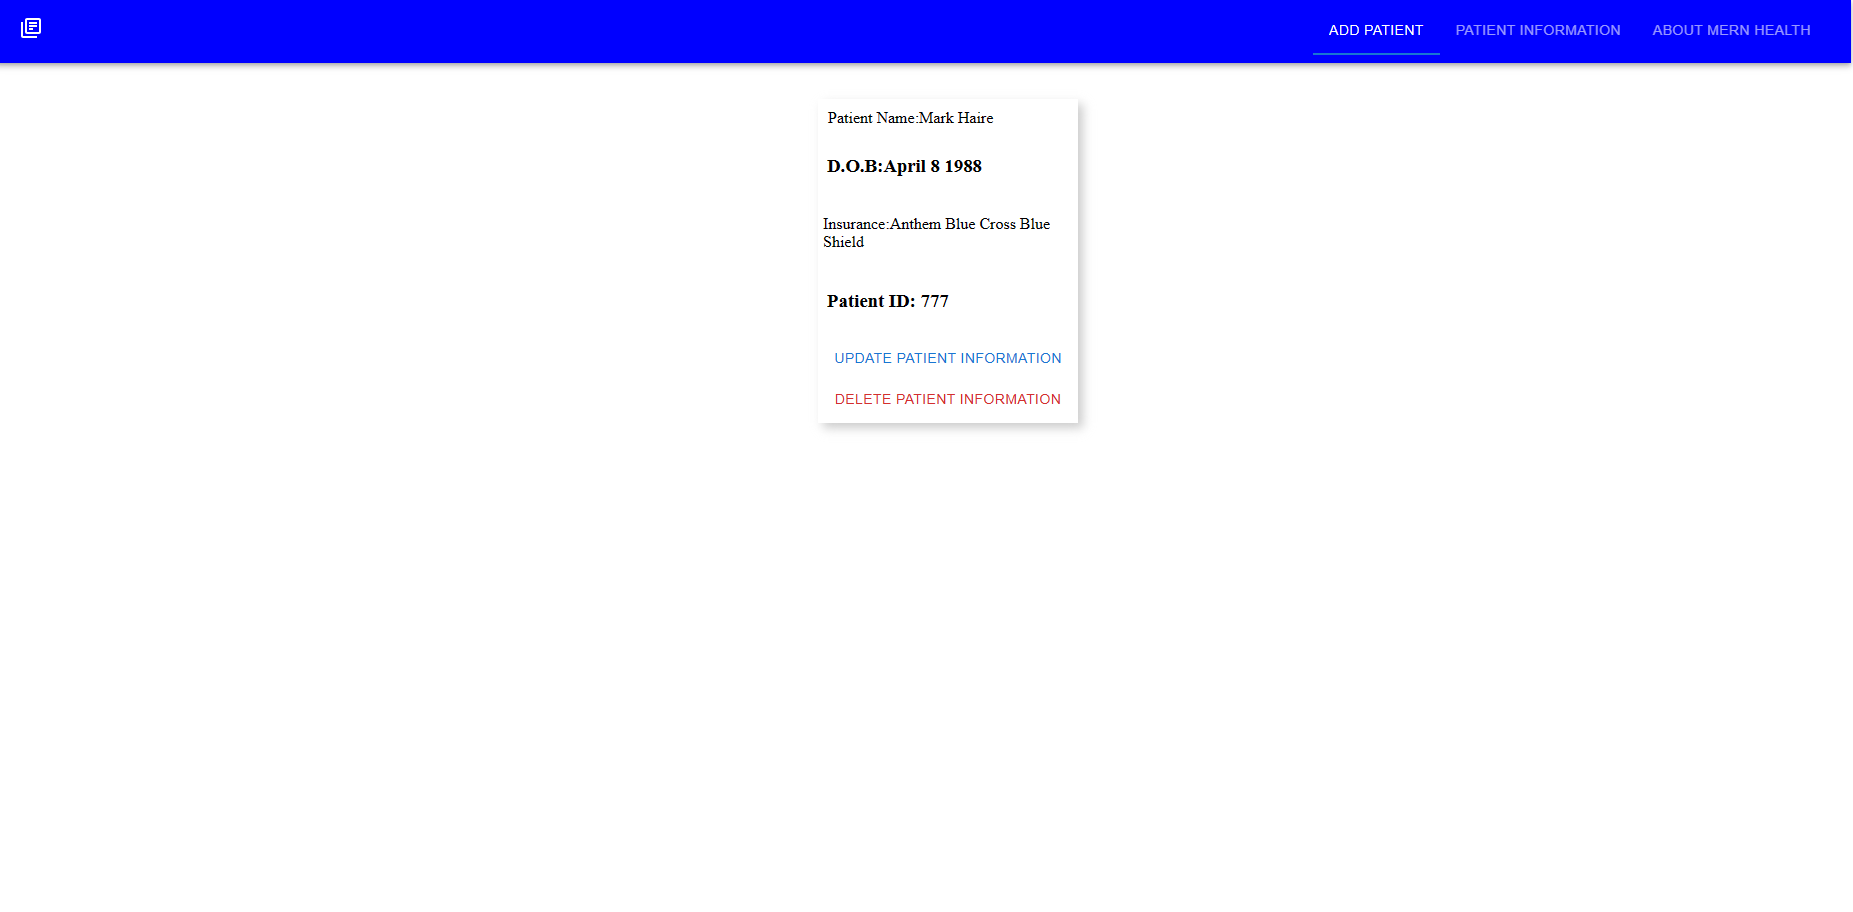 ADD PATIENT PATIENT INFORMATION ABOUT MERN HEALTH
Patient Name:Mark Haire
D.O.B:April 8 1988
Insurance:Anthem Blue Cross Blue
Shield
Patient ID: 777
UPDATE PATIENT INFORMATION
DELETE PATIENT INFORMATION